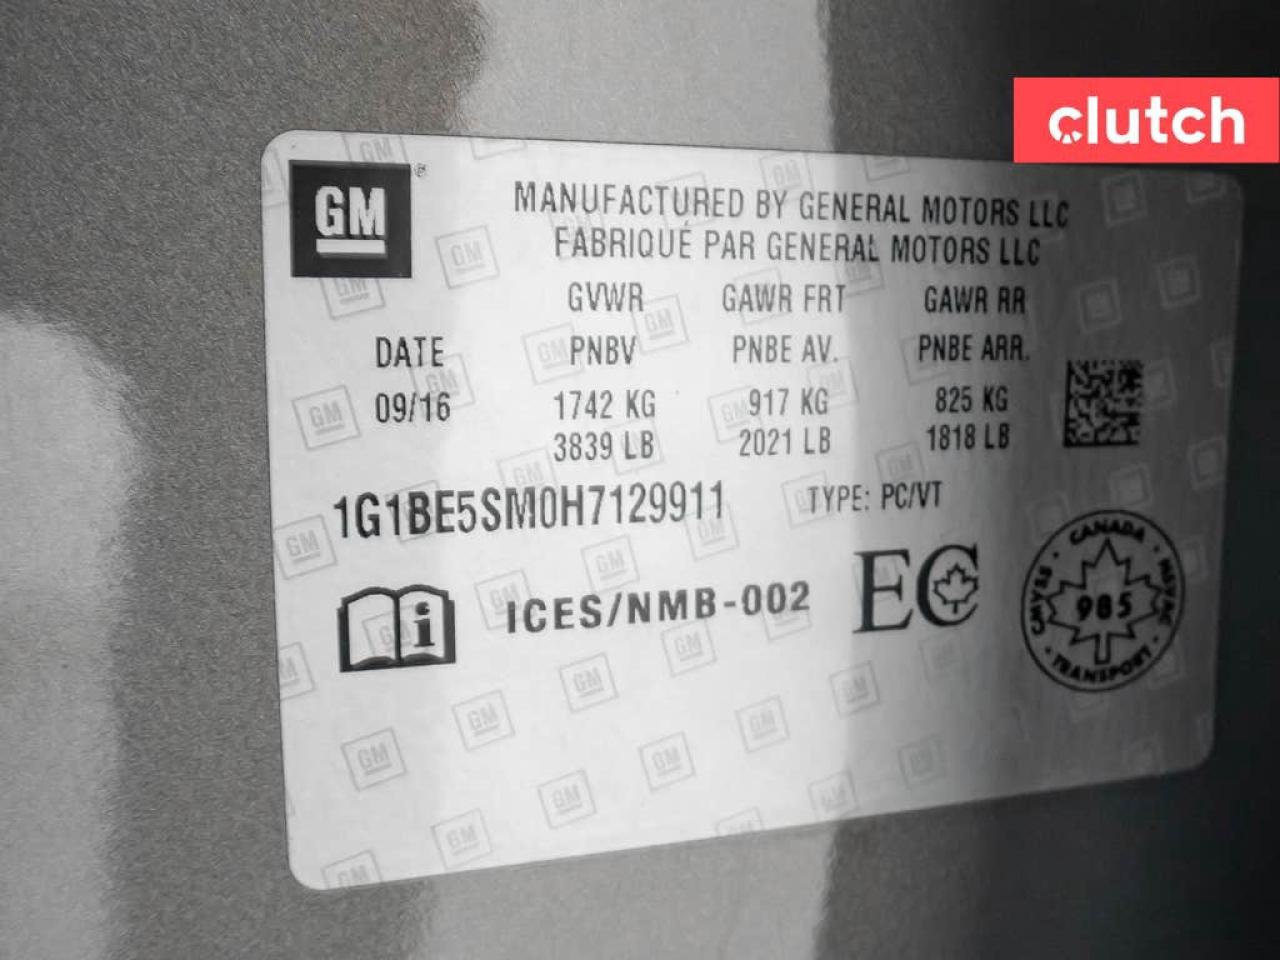 clutch
GM®
MANUFACTURED BY GENERAL MOTORS LLC
FABRIQUÉ PAR GENERAL MOTORS LLC
GVWR GAWR FRT GAWR RR
DATE PNBV PNBE AV. PNBE ARR.
09/16 1742 KG 917 KG 825 KG
3839 LB 2021 LB 1818 LB
1G1BE5SM0H7129911 TYPE: PC/VT
i ICES/NMB-002 EC
CANADA
CMVSS 985 NSVAC
TRANSPORT